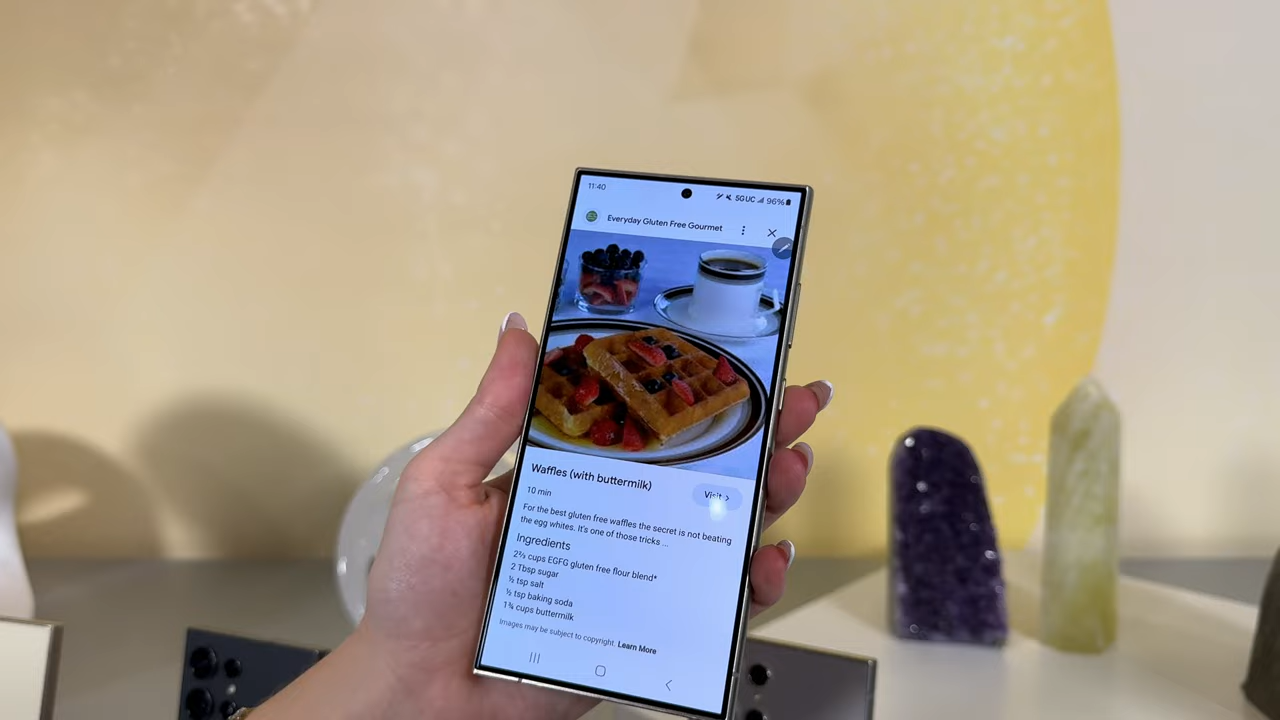 11:40
5GUC 96%
Everyday Gluten Free Gourmet
Waffles (with buttermilk)
Visit >
10 min
For the best gluten free waffles the secret is not beating
the egg whites. It's one of those tricks ...
Ingredients
2⅔ cups EGFG gluten free flour blend*
2 Tbsp sugar
½ tsp salt
½ tsp baking soda
1¾ cups buttermilk
Images may be subject to copyright. Learn More